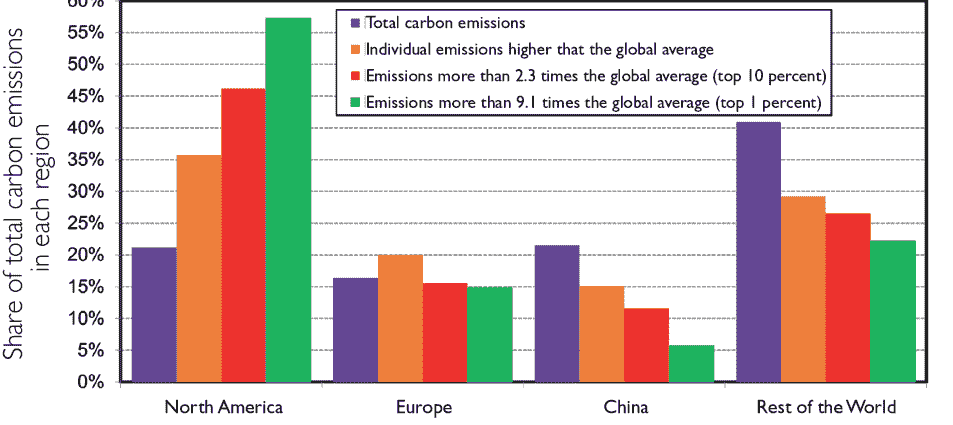 Share of total carbon emissions
in each region
60%
55%
50%
45%
40%
35%
30%
25%
20%
15%
10%
5%
0%
Total carbon emissions
Individual emissions higher that the global average
Emissions more than 2.3 times the global average (top 10 percent)
Emissions more than 9.1 times the global average (top 1 percent)
North America
Europe
China
Rest of the World